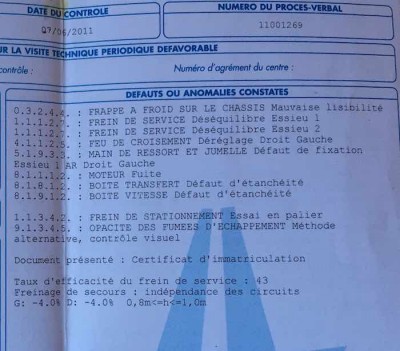 DATE DU CONTROLE
NUMERO DU PROCES-VERBAL
07/06/2011
11001269
UR LA VISITE TECHNIQUE PERIODIQUE DEFAVORABLE
contrôle :
Numéro d'agrément du centre :
DEFAUTS OU ANOMALIES CONSTATES
0.3.2.4.4. : FRAPPE A FROID SUR LE CHASSIS Mauvaise lisibilité
1.1.1.2. : FREIN DE SERVICE Déséquilibre Essieu 1
1.1.1.2. : FREIN DE SERVICE Déséquilibre Essieu 2
4.1.1.2.5. : FEU DE CROISEMENT Déréglage Droit Gauche
5.1.9.3.3. : MAIN DE RESSORT ET JUMELLE Défaut de fixation
Essieu 1 AR Droit Gauche
8.1.1.1.2. : MOTEUR Fuite
8.1.8.1.2. : BOITE TRANSFERT Défaut d'étanchéité
8.1.9.1.2. : BOITE VITESSE Défaut d'étanchéité
1.1.3.4.2. : FREIN DE STATIONNEMENT Essai en palier
9.1.3.4.5. : OPACITE DES FUMEES D'ECHAPPEMENT Méthode
alternative, contrôle visuel
Document présenté : Certificat d'immatriculation
Taux d'efficacité du frein de service : 43
Freinage de secours : indépendance des circuits
G: -4.0% D: -4.0% 0,8m<=h<=1,0m